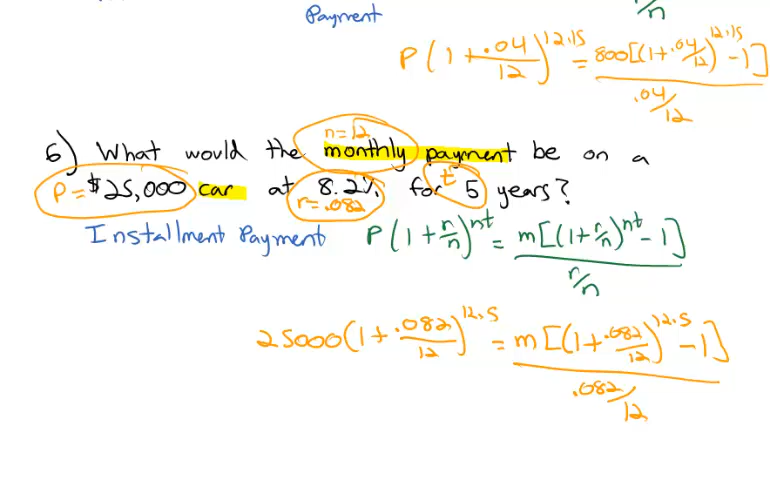 Payment
r/n
P(1+.04/12)^12·15 = 800[(1+.04/12)^12·15 -1]
.04/12
n=12
6) What would the monthly payment be on a
P= $25,000 car at 8.2% for 5 years?
r=.082
t
Installment Payment P(1+r/n)^nt = m[(1+r/n)^nt -1]
r/n
25000(1+.082/12)^12·5 = m[(1+.082/12)^12·5 -1]
.082/12